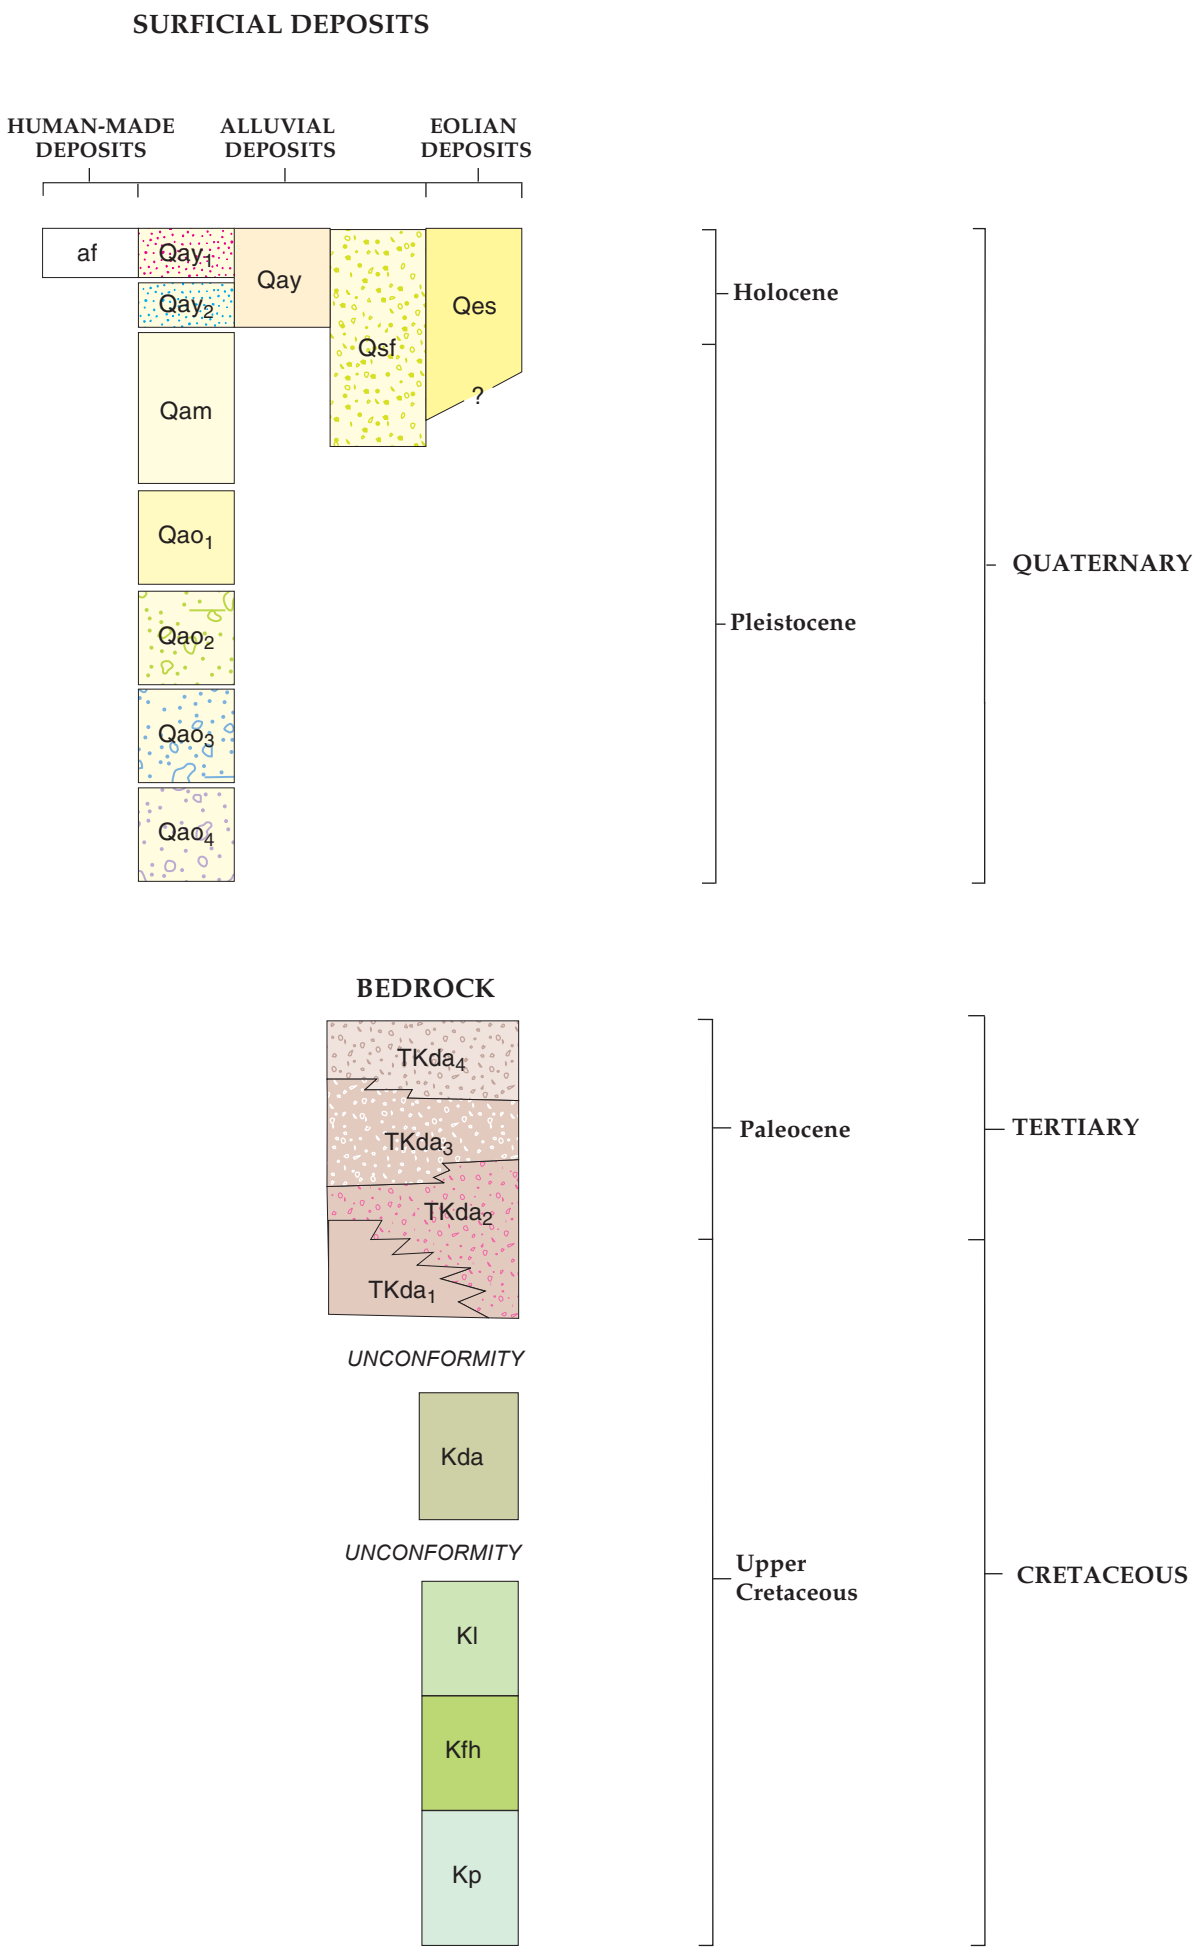 SURFICIAL DEPOSITS
HUMAN-MADE
DEPOSITS
ALLUVIAL
DEPOSITS
EOLIAN
DEPOSITS
af
Qay1
Qay
Qay2
Qsf
Qes
?
Qam
Qao1
Qao2
Qao3
Qao4
Holocene
Pleistocene
QUATERNARY
BEDROCK
TKda4
TKda3
TKda2
TKda1
Paleocene
TERTIARY
UNCONFORMITY
Kda
UNCONFORMITY
Kl
Kfh
Kp
Upper
Cretaceous
CRETACEOUS